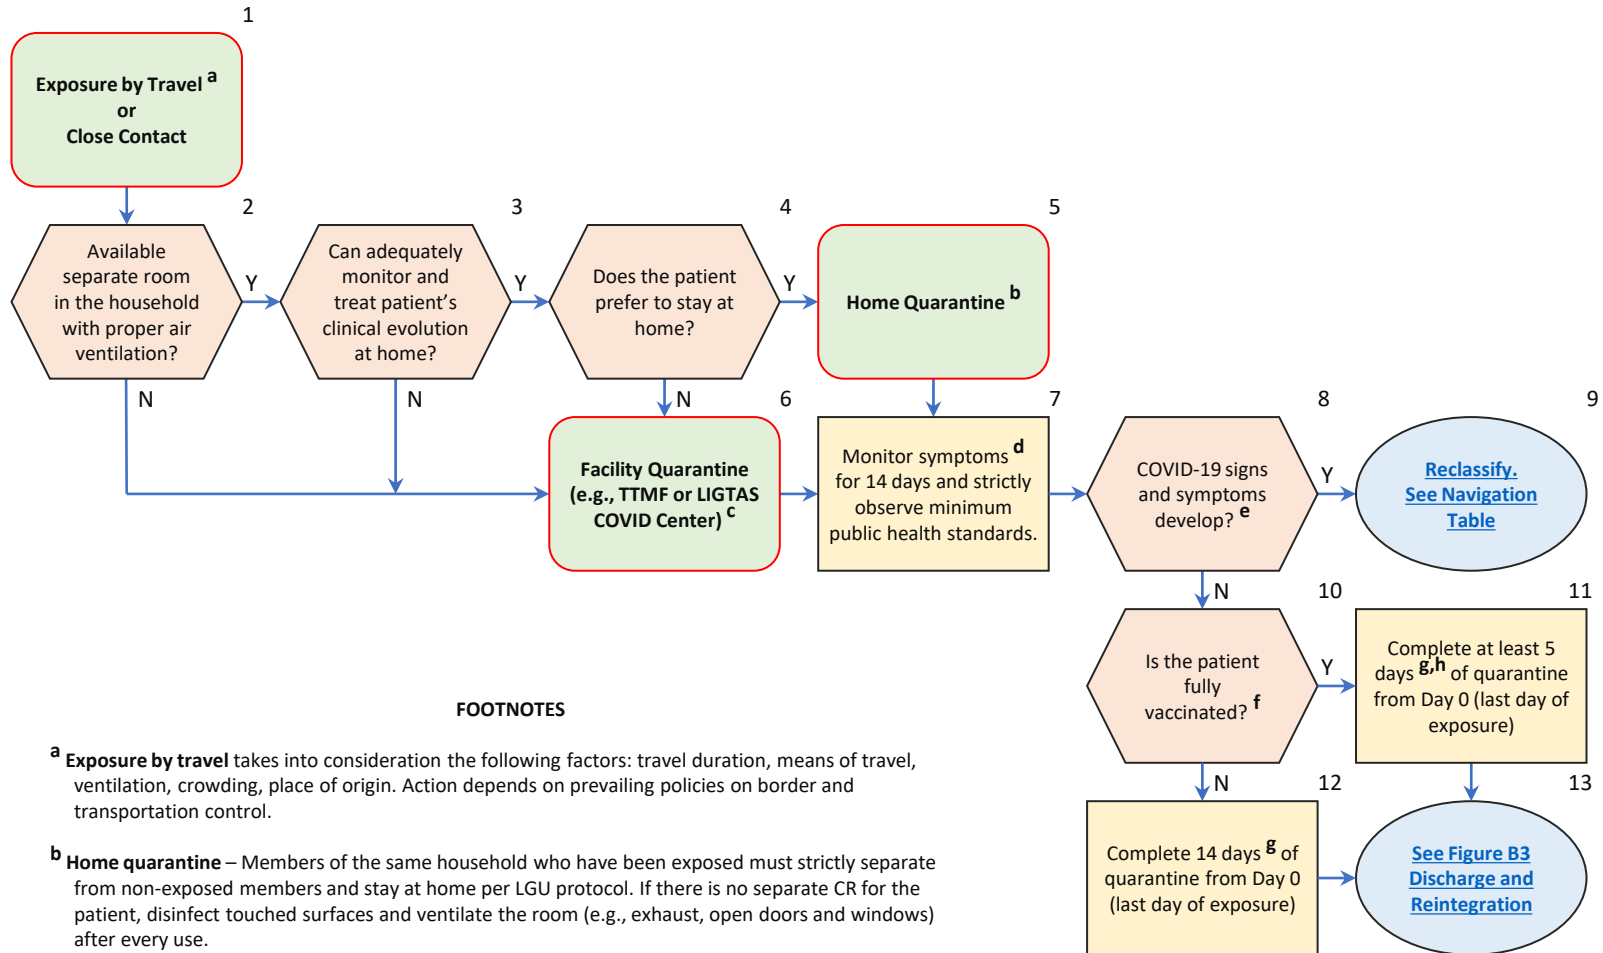 1
Exposure by Travel a
or
Close Contact
2
Available
separate room
in the household
with proper air
ventilation?
Y
N
3
Can adequately
monitor and
treat patient’s
clinical evolution
at home?
Y
N
4
Does the patient
prefer to stay at
home?
Y
N
5
Home Quarantine b
6
Facility Quarantine
(e.g., TTMF or LIGTAS
COVID Center) c
7
Monitor symptoms d
for 14 days and strictly
observe minimum
public health standards.
8
COVID-19 signs
and symptoms
develop? e
Y
N
9
Reclassify.
See Navigation
Table
10
Is the patient
fully
vaccinated? f
Y
N
11
Complete at least 5
days g,h of quarantine
from Day 0 (last day of
exposure)
12
Complete 14 days g of
quarantine from Day 0
(last day of exposure)
13
See Figure B3
Discharge and
Reintegration
FOOTNOTES
a Exposure by travel takes into consideration the following factors: travel duration, means of travel,
ventilation, crowding, place of origin. Action depends on prevailing policies on border and
transportation control.
b Home quarantine – Members of the same household who have been exposed must strictly separate
from non-exposed members and stay at home per LGU protocol. If there is no separate CR for the
patient, disinfect touched surfaces and ventilate the room (e.g., exhaust, open doors and windows)
after every use.